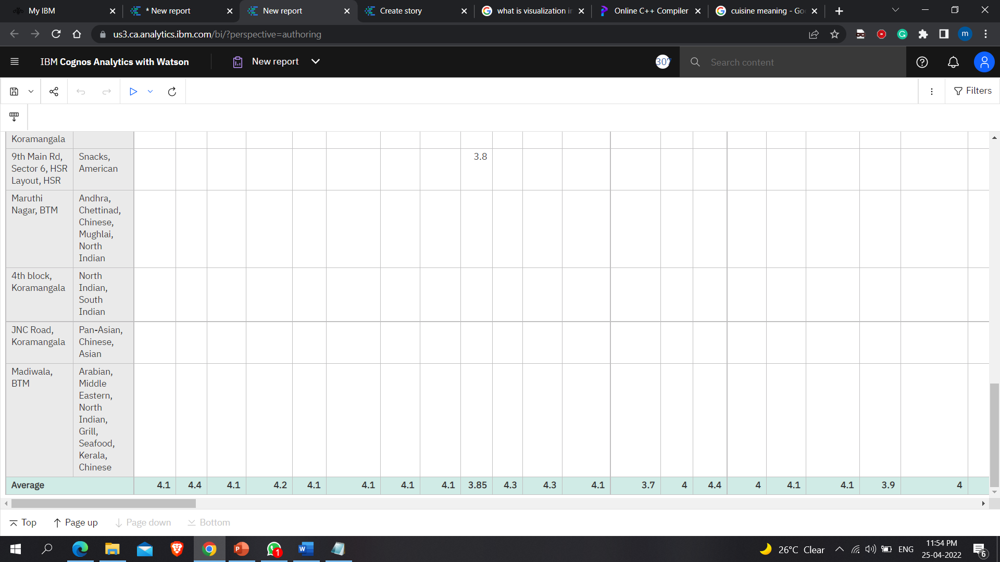 My IBM
* New report
New report
Create story
what is visualization in
Online C++ Compiler
cuisine meaning - Goo
us3.ca.analytics.ibm.com/bi/?perspective=authoring
m
IBM Cognos Analytics with Watson
New report
307
Search content
Filters
Koramangala
9th Main Rd,
Sector 6, HSR
Layout, HSR
Snacks,
American
3.8
Maruthi
Nagar, BTM
Andhra,
Chettinad,
Chinese,
Mughlai,
North
Indian
4th block,
Koramangala
North
Indian,
South
Indian
JNC Road,
Koramangala
Pan-Asian,
Chinese,
Asian
Madiwala,
BTM
Arabian,
Middle
Eastern,
North
Indian,
Grill,
Seafood,
Kerala,
Chinese
Average 4.1 4.4 4.1 4.2 4.1 4.1 4.1 4.1 3.85 4.3 4.3 4.1 3.7 4 4.4 4 4.1 4.1 3.9 4
Top Page up Page down Bottom
1
26°C Clear
ENG
11:54 PM
25-04-2022
6